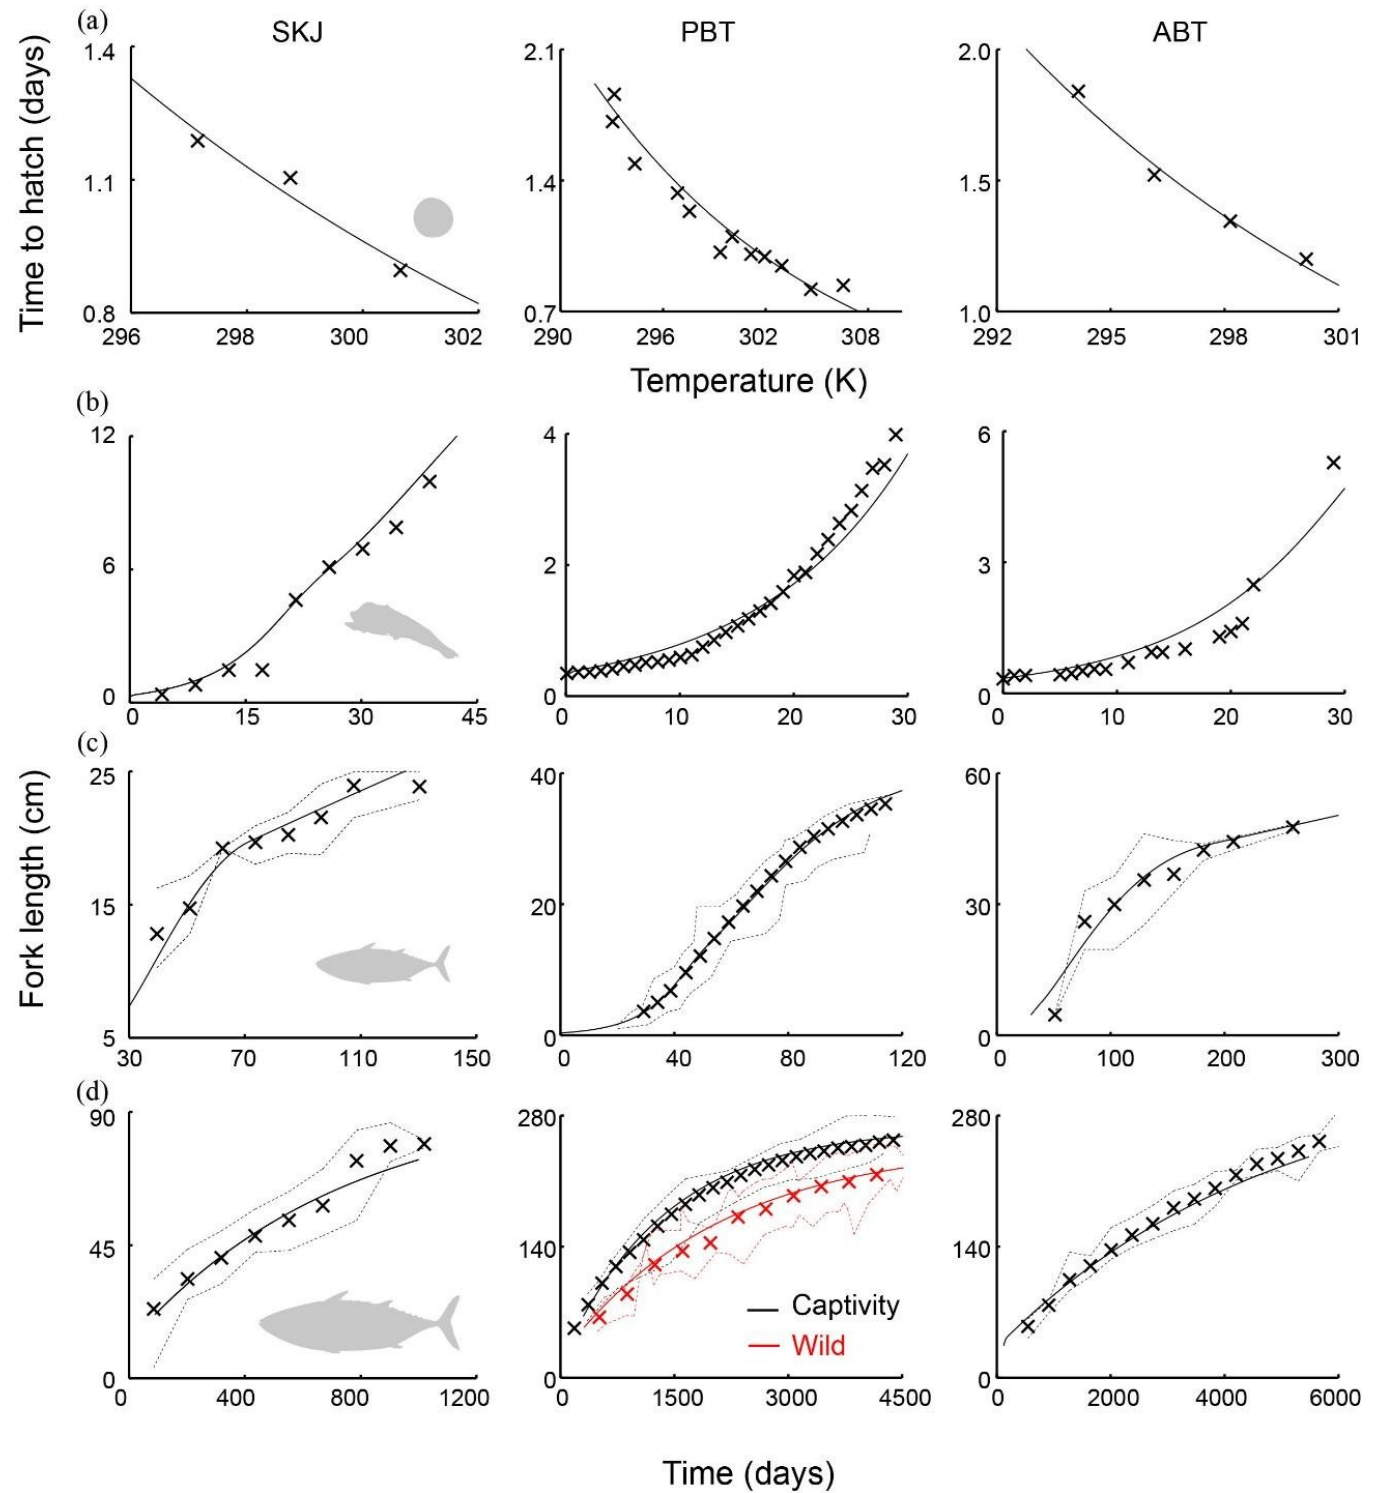 (a)
SKJ PBT ABT
Time to hatch (days)
1.4 2.1 2.0
1.1 1.4 1.5
0.8 0.7 1.0
296 298 300 302 290 296 302 308 292 295 298 301
Temperature (K)
(b)
12 4 6
6 2 3
0 0 0
0 15 30 45 0 10 20 30 0 10 20 30
(c)
Fork length (cm)
25 40 60
15 20 30
5 0 0
30 70 110 150 0 40 80 120 0 100 200 300
(d)
90 280 280
45 140 140
Captivity
Wild
0 0 0
0 400 800 1200 0 1500 3000 4500 0 2000 4000 6000
Time (days)